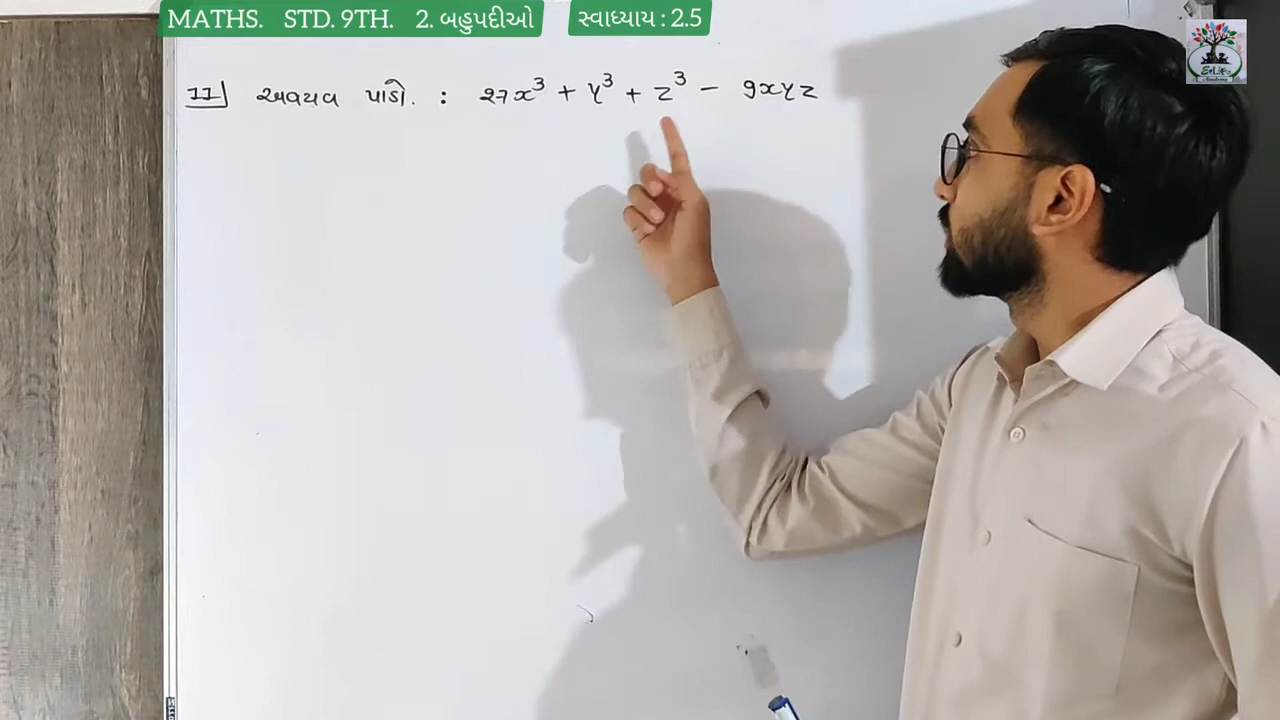 MATHS. STD. 9TH. 2. બહુપદીઓ સ્વાધ્યાય : 2.5
11] અવયવ પાડો. : 27x³ + y³ + z³ - 9xyz